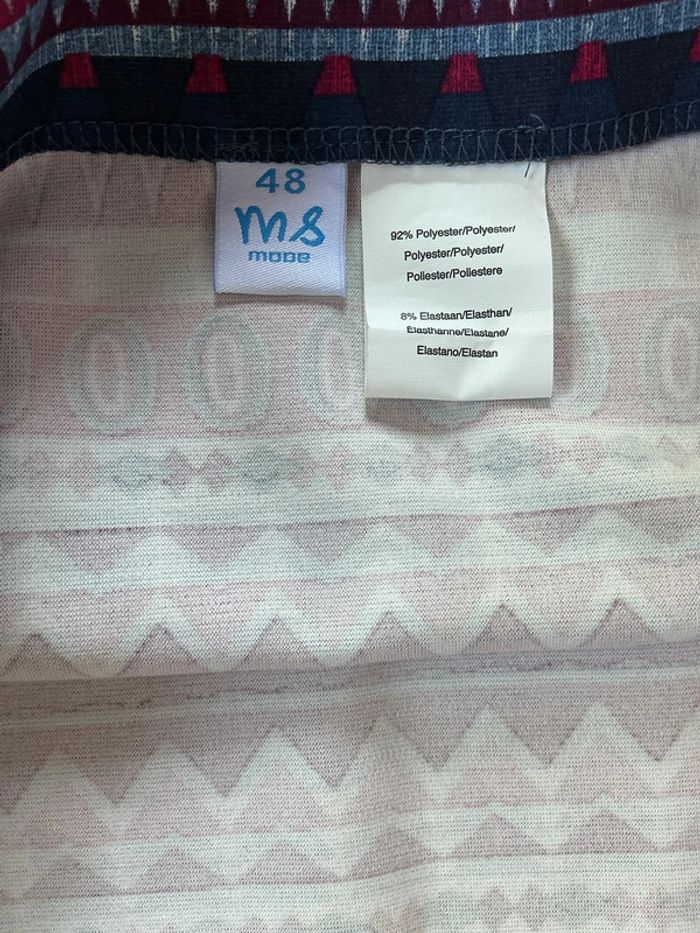 48
ms
mode
92% Polyester/Polyester/
Polyester/Polyester/
Poliester/Poliestere
8% Elastaan/Elasthan/
Elasthanne/Elastane/
Elastano/Elastan